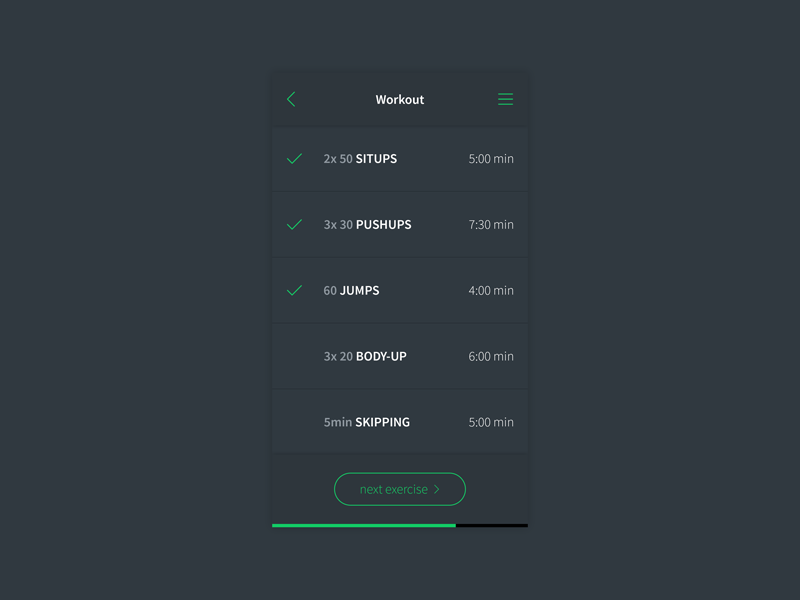 Workout
2x 50 SITUPS 5:00 min
3x 30 PUSHUPS 7:30 min
60 JUMPS 4:00 min
3x 20 BODY-UP 6:00 min
5min SKIPPING 5:00 min
next exercise